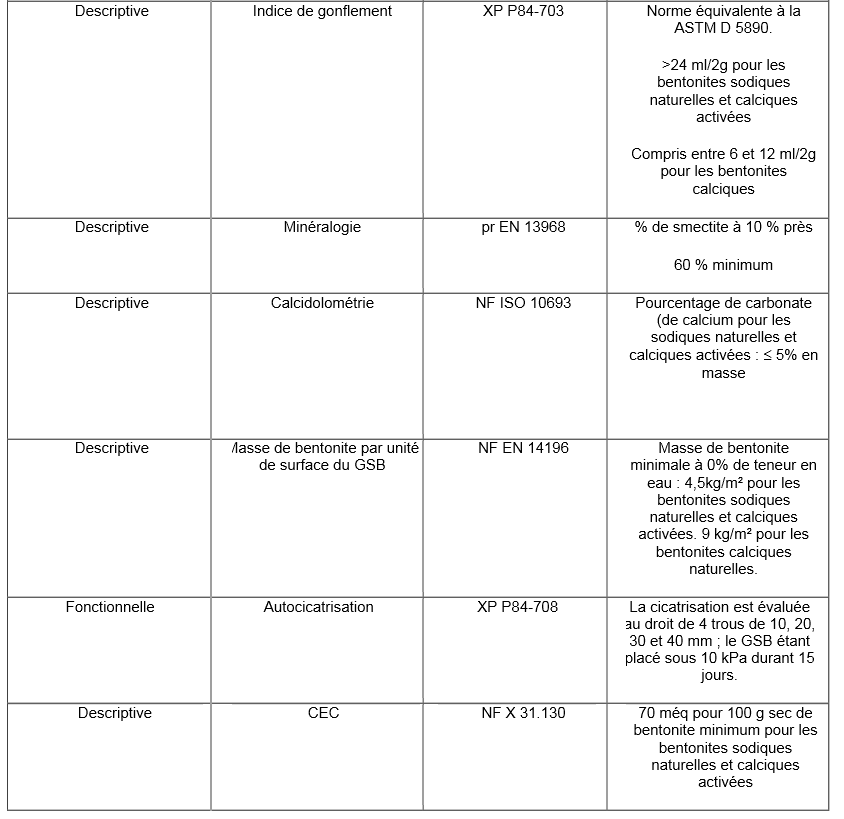 Descriptive
Indice de gonflement
XP P84-703
Norme équivalente à la
ASTM D 5890.
>24 ml/2g pour les
bentonites sodiques
naturelles et calciques
activées
Compris entre 6 et 12 ml/2g
pour les bentonites
calciques
Descriptive
Minéralogie
pr EN 13968
% de smectite à 10 % près
60 % minimum
Descriptive
Calcidolométrie
NF ISO 10693
Pourcentage de carbonate
(de calcium pour les
sodiques naturelles et
calciques activées : ≤ 5% en
masse
Descriptive
Masse de bentonite par unité
de surface du GSB
NF EN 14196
Masse de bentonite
minimale à 0% de teneur en
eau : 4,5kg/m² pour les
bentonites sodiques
naturelles et calciques
activées. 9 kg/m² pour les
bentonites calciques
naturelles.
Fonctionnelle
Autocicatrisation
XP P84-708
La cicatrisation est évaluée
au droit de 4 trous de 10, 20,
30 et 40 mm ; le GSB étant
placé sous 10 kPa durant 15
jours.
Descriptive
CEC
NF X 31.130
70 méq pour 100 g sec de
bentonite minimum pour les
bentonites sodiques
naturelles et calciques
activées